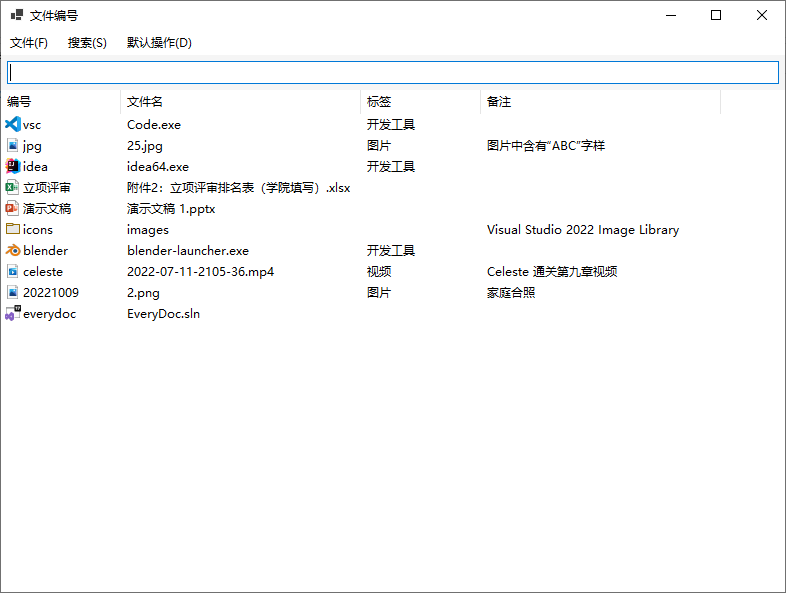 文件编号
文件(F) 搜索(S) 默认操作(D)
编号 文件名 标签 备注
vsc Code.exe 开发工具
jpg 25.jpg 图片 图片中含有“ABC”字样
idea idea64.exe 开发工具
立项评审 附件2：立项评审排名表（学院填写）.xlsx
演示文稿 演示文稿 1.pptx
icons images Visual Studio 2022 Image Library
blender blender-launcher.exe 开发工具
celeste 2022-07-11-2105-36.mp4 视频 Celeste 通关第九章视频
20221009 2.png 图片 家庭合照
everydoc EveryDoc.sln